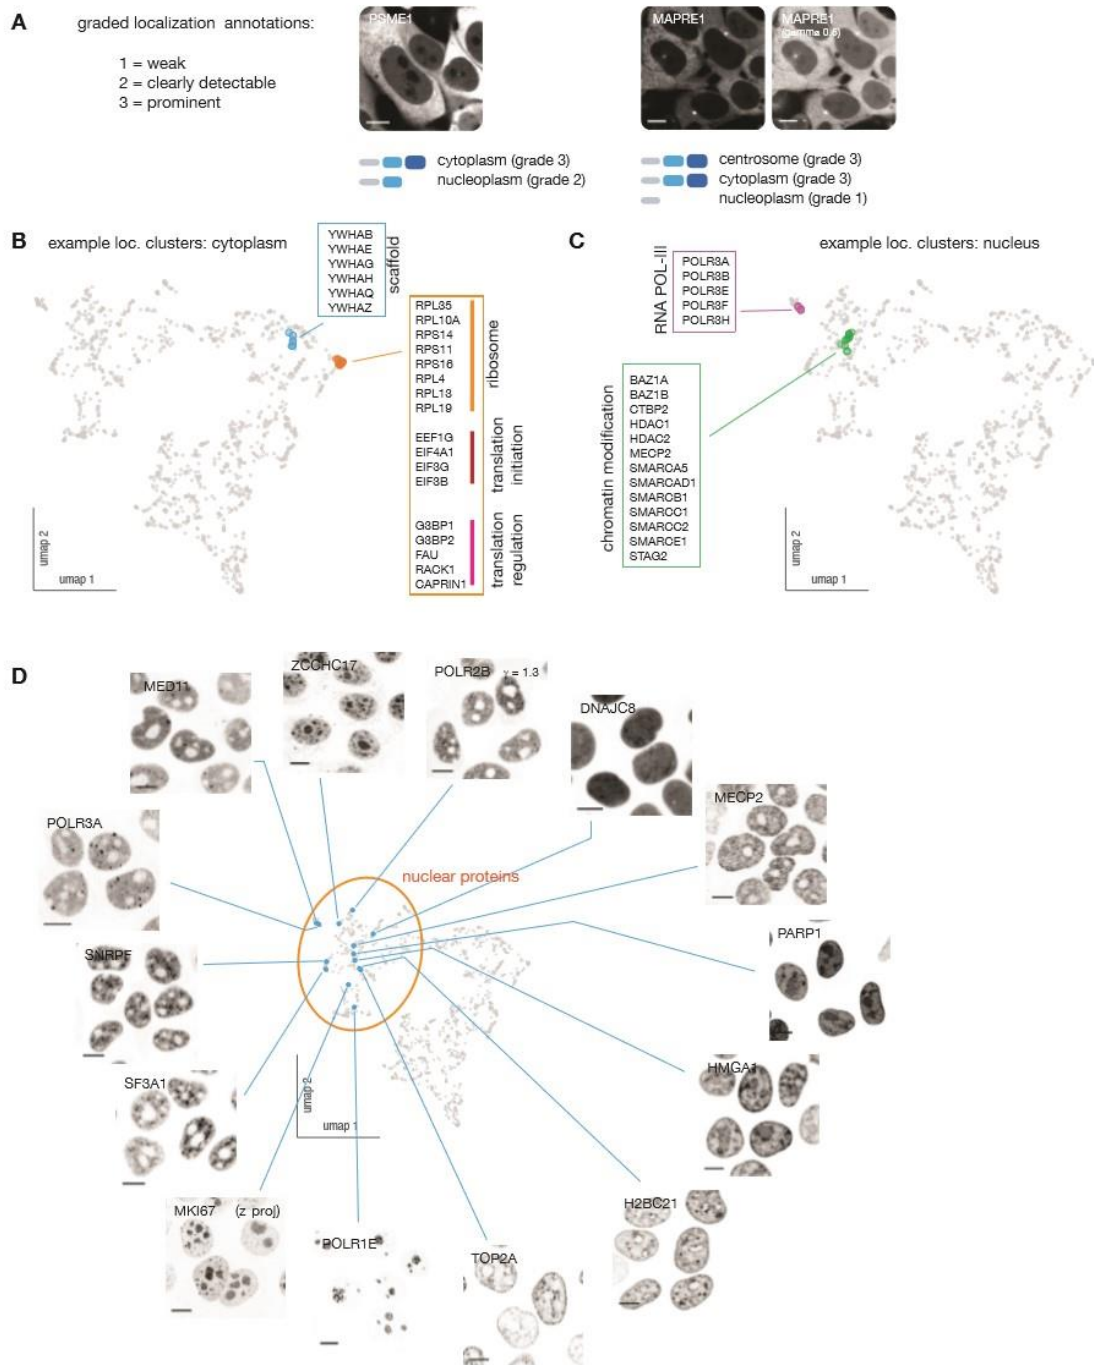 A
graded localization annotations:
1 = weak
2 = clearly detectable
3 = prominent
PSME1
cytoplasm (grade 3)
nucleoplasm (grade 2)
MAPRE1
MAPRE1
(gamma 0.6)
centrosome (grade 3)
cytoplasm (grade 3)
nucleoplasm (grade 1)
B
example loc. clusters: cytoplasm
YWHAB
YWHAE
YWHAG
YWHAH
YWHAQ
YWHAZ
scaffold
RPL35
RPL10A
RPS14
RPS11
RPS16
RPL4
RPL13
RPL19
ribosome
EEF1G
EIF4A1
EIF3G
EIF3B
translation
initiation
G3BP1
G3BP2
FAU
RACK1
CAPRIN1
translation
regulation
umap 2
umap 1
C
example loc. clusters: nucleus
RNA POL-III
POLR3A
POLR3B
POLR3E
POLR3F
POLR3H
chromatin modification
BAZ1A
BAZ1B
CTBP2
HDAC1
HDAC2
MECP2
SMARCA5
SMARCAD1
SMARCB1
SMARCC1
SMARCC2
SMARCE1
STAG2
umap 2
umap 1
D
MED11
ZCCHC17
POLR2B γ = 1.3
DNAJC8
MECP2
POLR3A
nuclear proteins
PARP1
SNRPF
HMGA1
SF3A1
umap 2
umap 1
H2BC21
MKI67 (z proj)
POLR1E
TOP2A